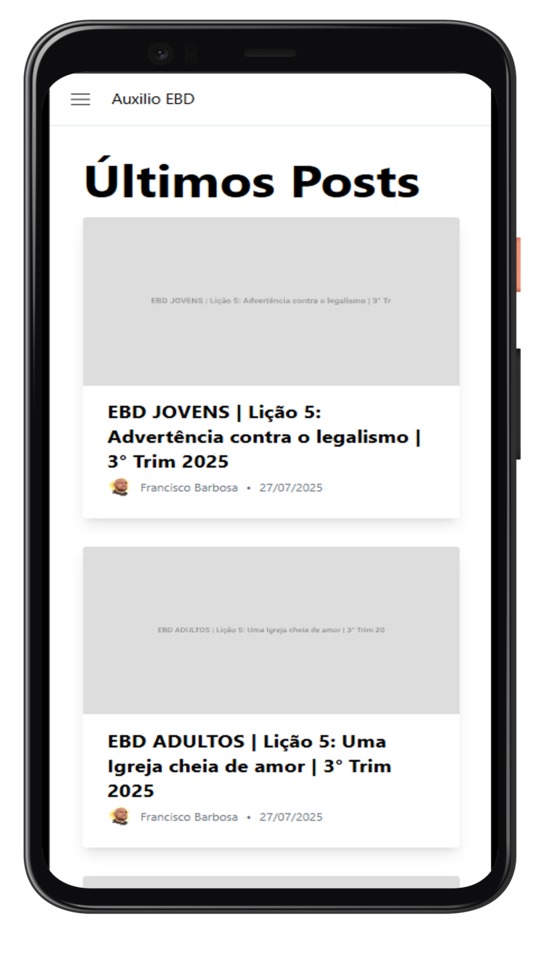 Auxilio EBD
Últimos Posts
EBD JOVENS | Lição 5: Advertência contra o legalismo | 3° Tr
EBD JOVENS | Lição 5:
Advertência contra o legalismo |
3° Trim 2025
Francisco Barbosa • 27/07/2025
EBD ADULTOS | Lição 5: Uma Igreja cheia de amor | 3° Trim 20
EBD ADULTOS | Lição 5: Uma
Igreja cheia de amor | 3° Trim
2025
Francisco Barbosa • 27/07/2025